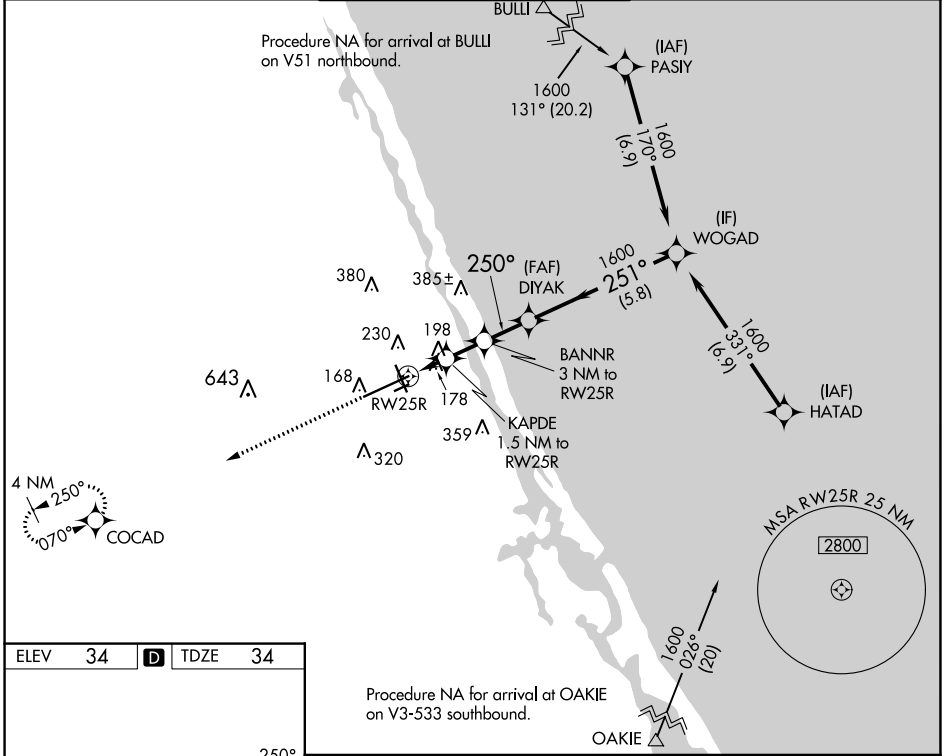 BULLI
Procedure NA for arrival at BULLI
on V51 northbound.
(IAF)
PASIY
1600
131° (20.2)
1600
170°
(6.9)
(IF)
WOGAD
1600
251°
(5.8)
250°
(FAF)
DIYAK
380
385±
230
198
BANNR
3 NM to
RW25R
1600
331°
(6.9)
(IAF)
HATAD
643
168
RW25R
178
KAPDE
1.5 NM to
RW25R
359
320
4 NM
250°
070°
COCAD
MSA RW25R 25 NM
2800
1600
026°
(20)
ELEV 34 D TDZE 34
Procedure NA for arrival at OAKIE
on V3-533 southbound.
OAKIE
250°